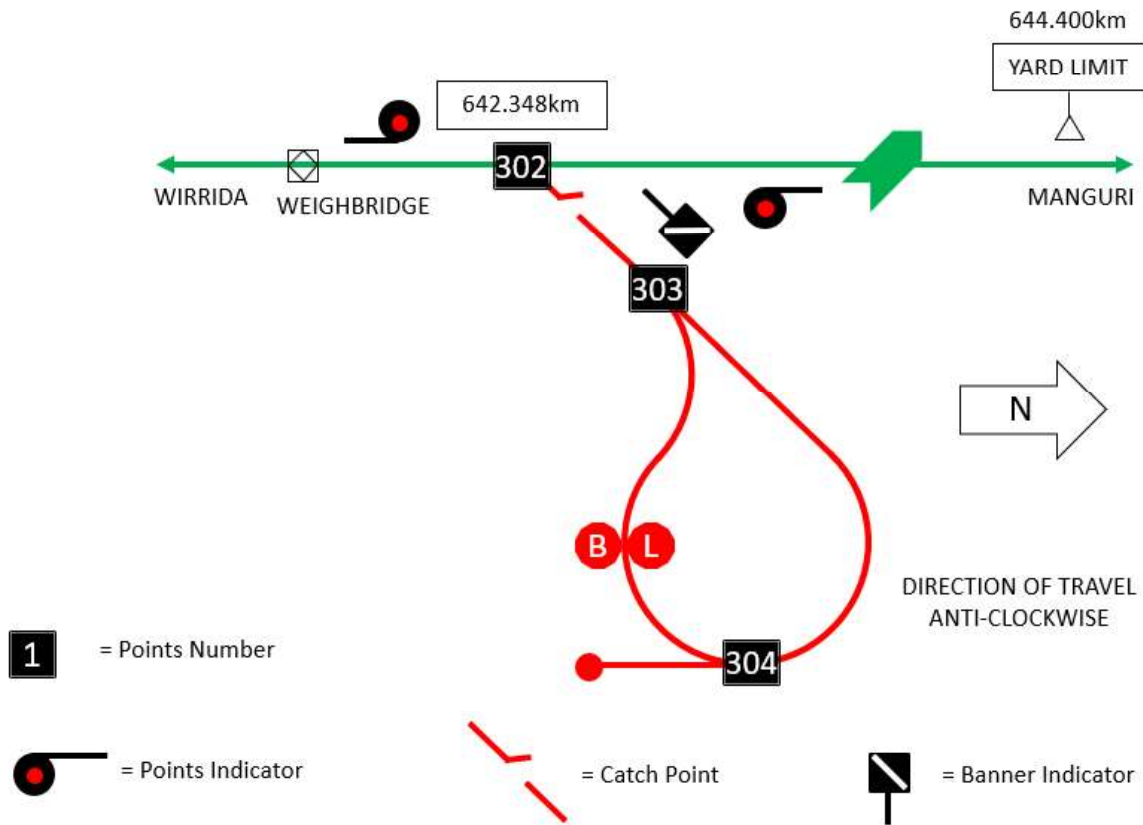 644.400km
YARD LIMIT
642.348km
302
WIRRIDA
WEIGHBRIDGE
MANGURI
303
N
B
L
DIRECTION OF TRAVEL
ANTI-CLOCKWISE
304
1
= Points Number
= Points Indicator
= Catch Point
= Banner Indicator